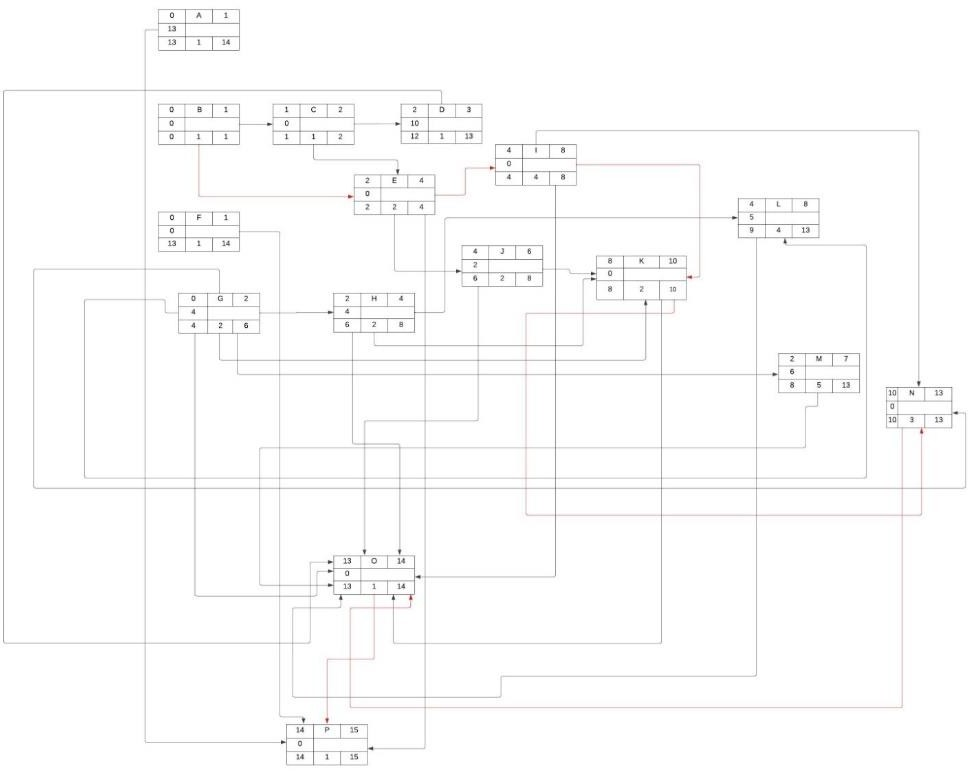 0 A 1
13
13 1 14
0 B 1
0
0 1 1
1 C 2
0
1 1 2
2 D 3
10
12 1 13
4 I 8
0
4 4 8
2 E 4
0
2 2 4
0 F 1
0
13 1 14
4 L 8
5
9 4 13
4 J 6
2
6 2 8
8 K 10
0
8 2 10
0 G 2
4
4 2 6
2 H 4
4
6 2 8
2 M 7
6
8 5 13
10 N 13
0
10 3 13
13 O 14
0
13 1 14
14 P 15
0
14 1 15